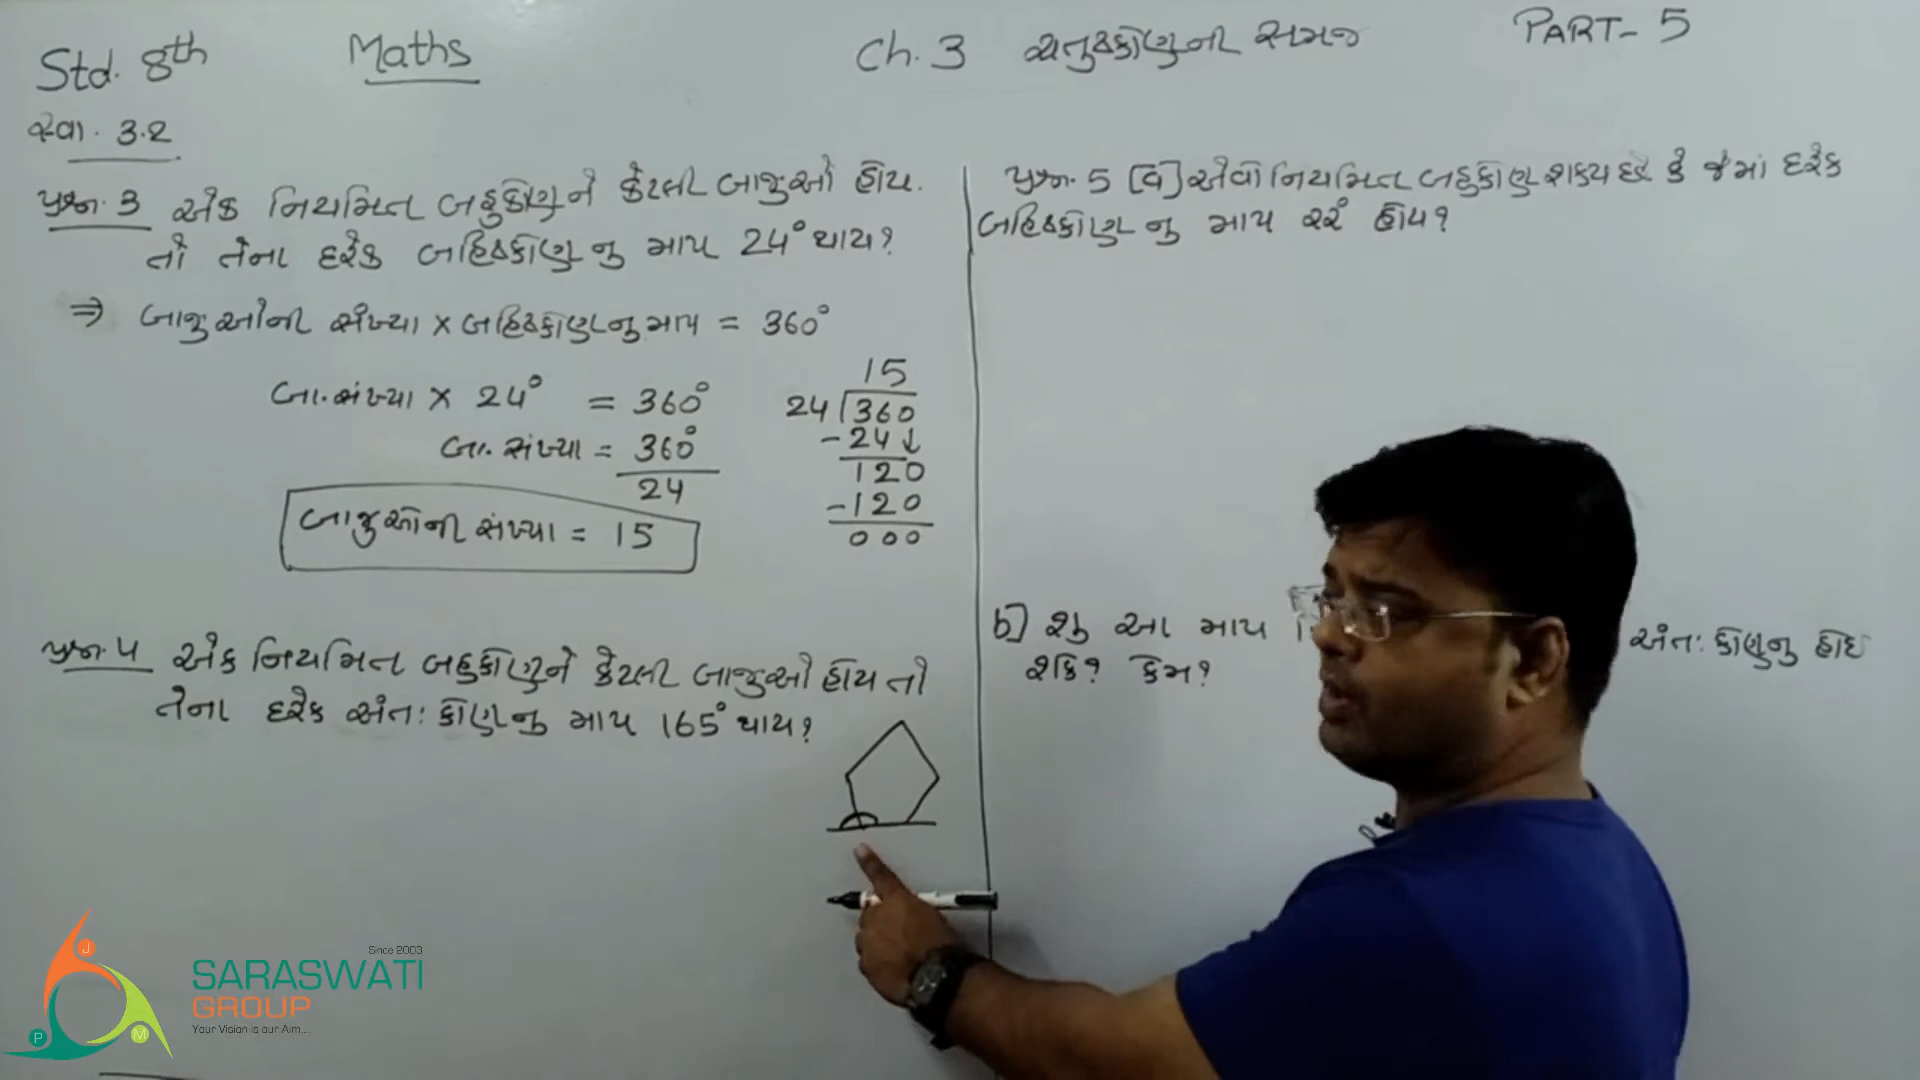 Std. 8th Maths Ch. 3 ચતુષ્કોણની સમજ PART- 5
સ્વા. 3.2
પ્રશ્ન. 3 એક નિયમિત બહુકોણને કેટલી બાજુઓ હોય.
તો તેના દરેક બહિષ્કોણનુ માપ 24° થાય?
⇒ બાજુઓની સંખ્યા × બહિષ્કોણનુ માપ = 360°
બા. સંખ્યા × 24° = 360°
બા. સંખ્યા = 360°
24
બાજુઓની સંખ્યા = 15
15
24 360
- 24↓
120
- 120
000
પ્રશ્ન. 4 એક નિયમિત બહુકોણને કેટલી બાજુઓ હોય તો
તેના દરેક અંતઃ કોણનુ માપ 165° થાય?
પ્રશ્ન. 5 [a] એવો નિયમિત બહુકોણ શક્ય છે કે જેમાં દરેક
બહિષ્કોણનુ માપ 22° હોય?
b] શુ આ માપ અંતઃ કોણનુ હોઇ
શકે? કેમ?
Since 2003
SARASWATI
GROUP
Your Vision is our Aim....
J
P
M